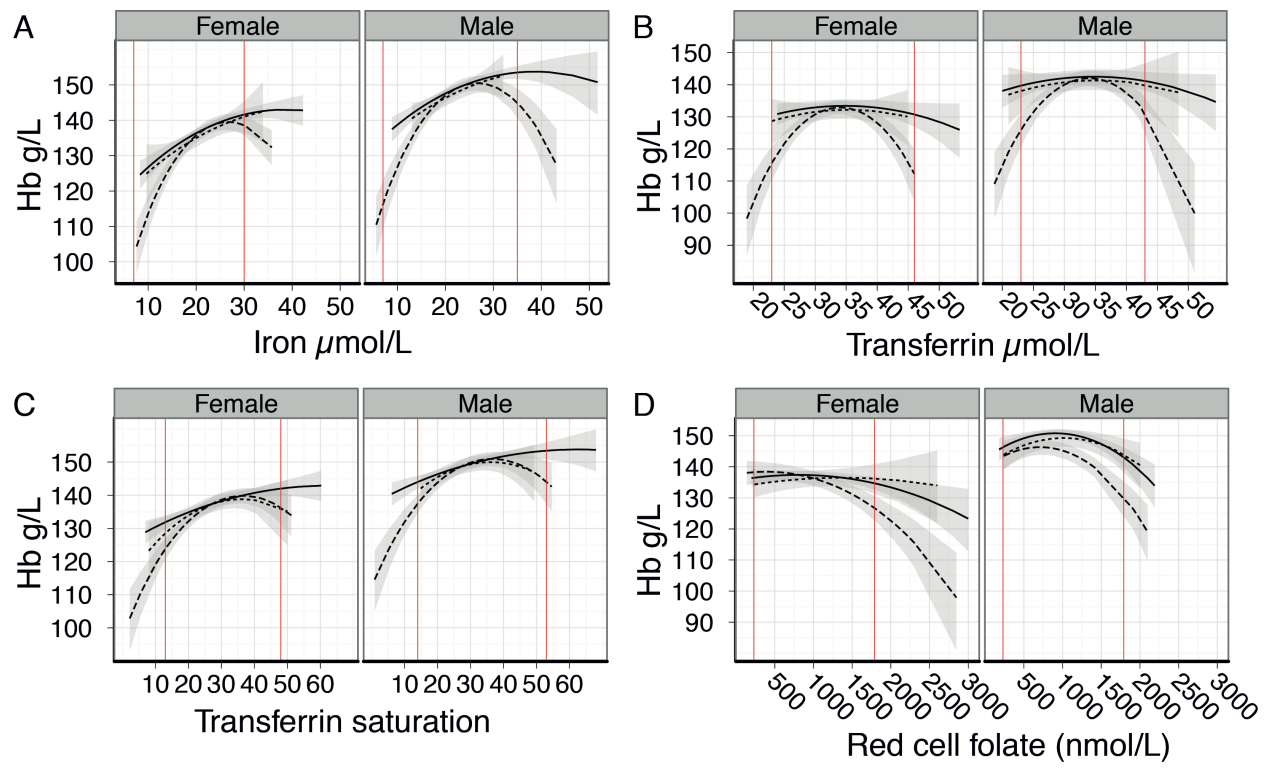 A
Female Male
Hb g/L
150
140
130
120
110
100
10 20 30 40 50 10 20 30 40 50
Iron µmol/L
B
Female Male
Hb g/L
150
140
130
120
110
100
90
20 25 30 35 40 45 50 20 25 30 35 40 45 50
Transferrin µmol/L
C
Female Male
Hb g/L
150
140
130
120
110
100
10 20 30 40 50 60 10 20 30 40 50 60
Transferrin saturation
D
Female Male
Hb g/L
150
140
130
120
110
100
90
500 1000 1500 2000 2500 3000 500 1000 1500 2000 2500 3000
Red cell folate (nmol/L)